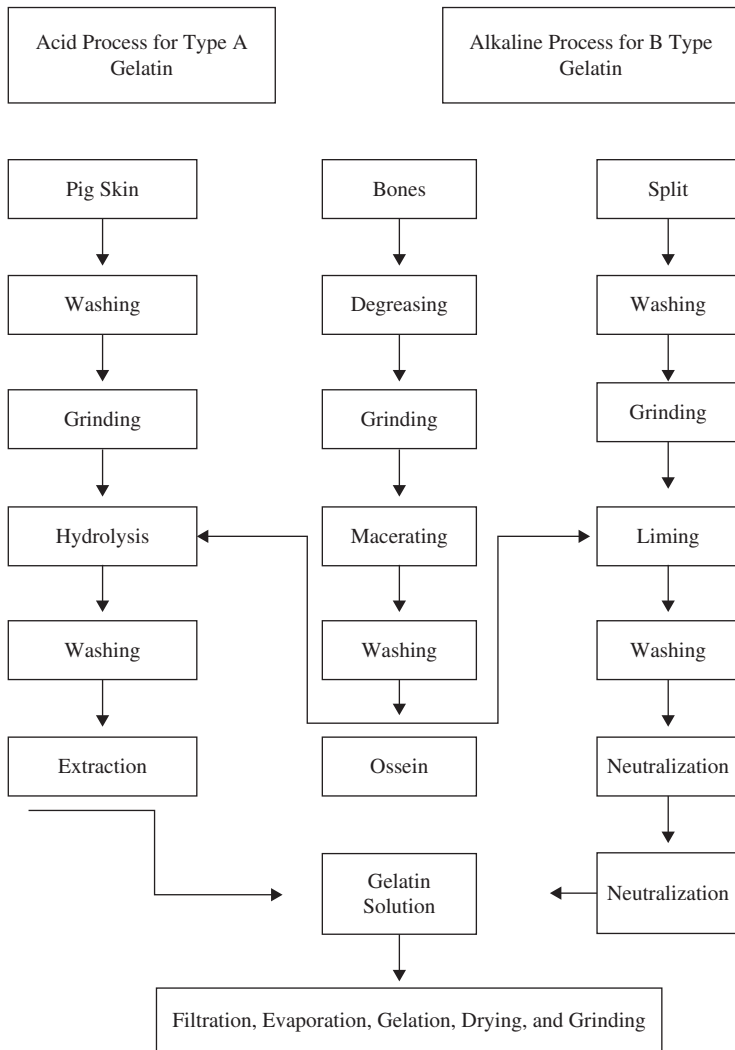 Acid Process for Type A
Gelatin
Alkaline Process for B Type
Gelatin
Pig Skin
Bones
Split
Washing
Degreasing
Washing
Grinding
Grinding
Grinding
Hydrolysis
Macerating
Liming
Washing
Washing
Washing
Extraction
Ossein
Neutralization
Gelatin
Solution
Neutralization
Filtration, Evaporation, Gelation, Drying, and Grinding